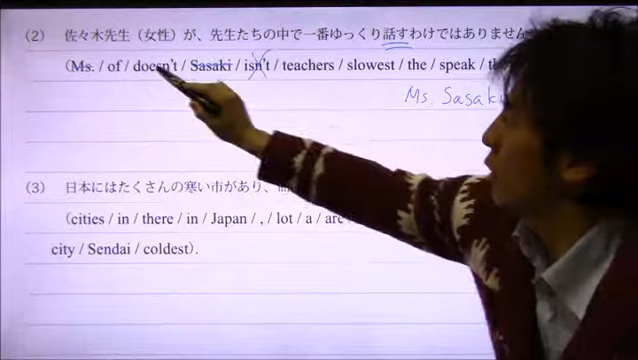 (2) 佐々木先生（女性）が、先生たちの中で一番ゆっくり話すわけではありません
(Ms. / of / doesn't / Sasaki / isn't / teachers / slowest / the / speak /
Ms. Sasaki
(3) 日本にはたくさんの寒い市があり、
(cities / in / there / in / Japan / , / lot / a / are
city / Sendai / coldest).